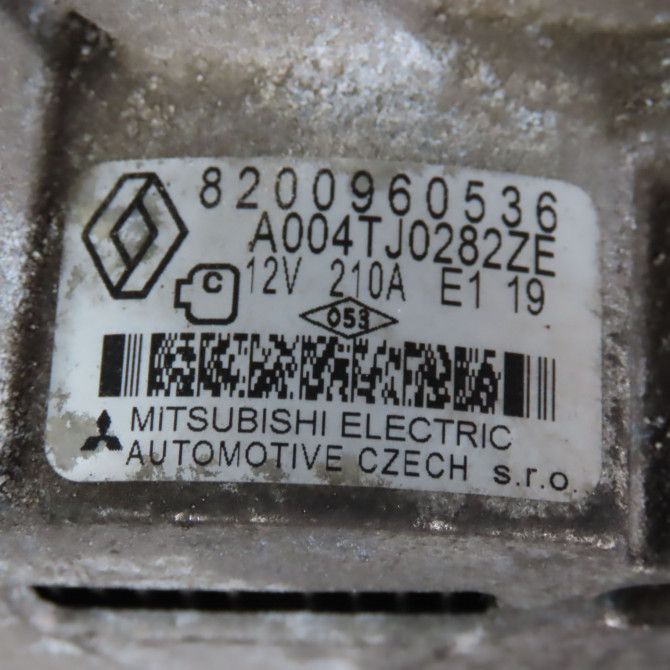 8200960536
A004TJ0282ZE
C 12V 210A E1 19
053
MiTSUBISHI ELECTRIC
AUTOMOTIVE CZECH s.r.o.